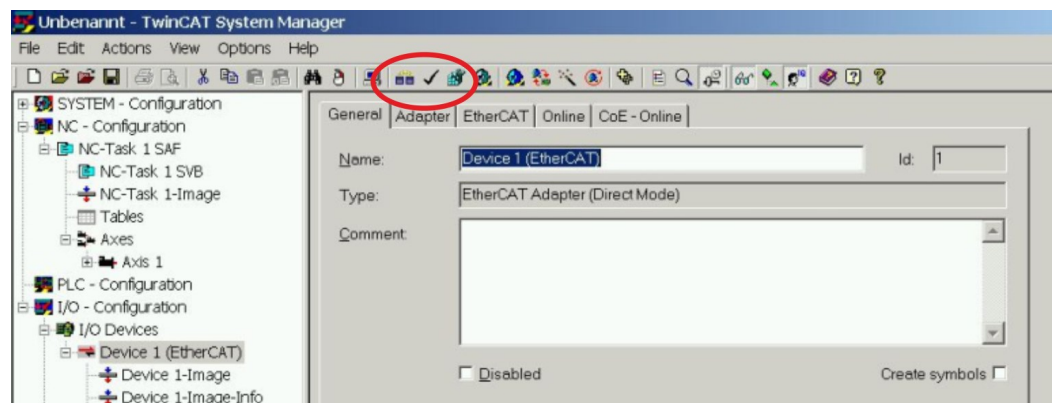 Unbenannt - TwinCAT System Manager
File Edit Actions View Options Help
SYSTEM - Configuration
NC - Configuration
NC-Task 1 SAF
NC-Task 1 SVB
NC-Task 1-Image
Tables
Axes
Axis 1
PLC - Configuration
I/O - Configuration
I/O Devices
Device 1 (EtherCAT)
Device 1-Image
Device 1-Image-Info
General Adapter EtherCAT Online CoE - Online
Name: Device 1 (EtherCAT) Id: 1
Type: EtherCAT Adapter (Direct Mode)
Comment:
Disabled Create symbols